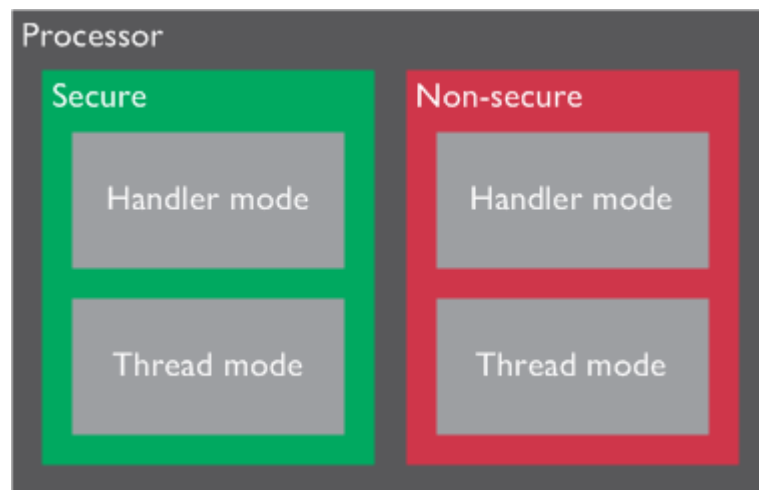 Processor
Secure
Handler mode
Thread mode
Non-secure
Handler mode
Thread mode